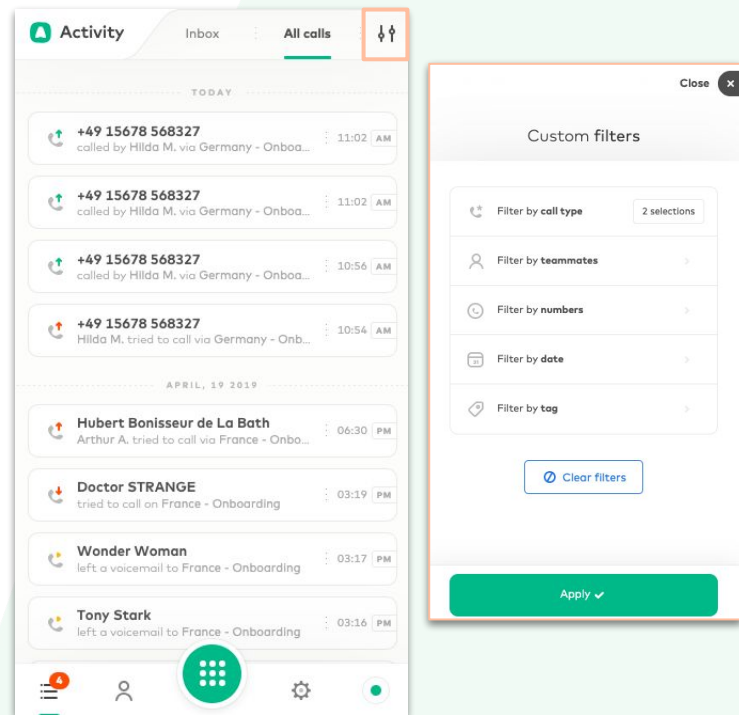 Activity
Inbox
All calls
TODAY
+49 15678 568327
called by Hilda M. via Germany - Onboa...
11:02 AM
+49 15678 568327
called by Hilda M. via Germany - Onboa...
11:02 AM
+49 15678 568327
called by Hilda M. via Germany - Onboa...
10:56 AM
+49 15678 568327
Hilda M. tried to call via Germany - Onb...
10:54 AM
APRIL, 19 2019
Hubert Bonisseur de La Bath
Arthur A. tried to call via France - Onbo...
06:30 PM
Doctor STRANGE
tried to call on France - Onboarding
03:19 PM
Wonder Woman
left a voicemail to France - Onboarding
03:17 PM
Tony Stark
left a voicemail to France - Onboarding
03:16 PM
4
Close
Custom filters
Filter by call type
2 selections
Filter by teammates
Filter by numbers
Filter by date
Filter by tag
Clear filters
Apply